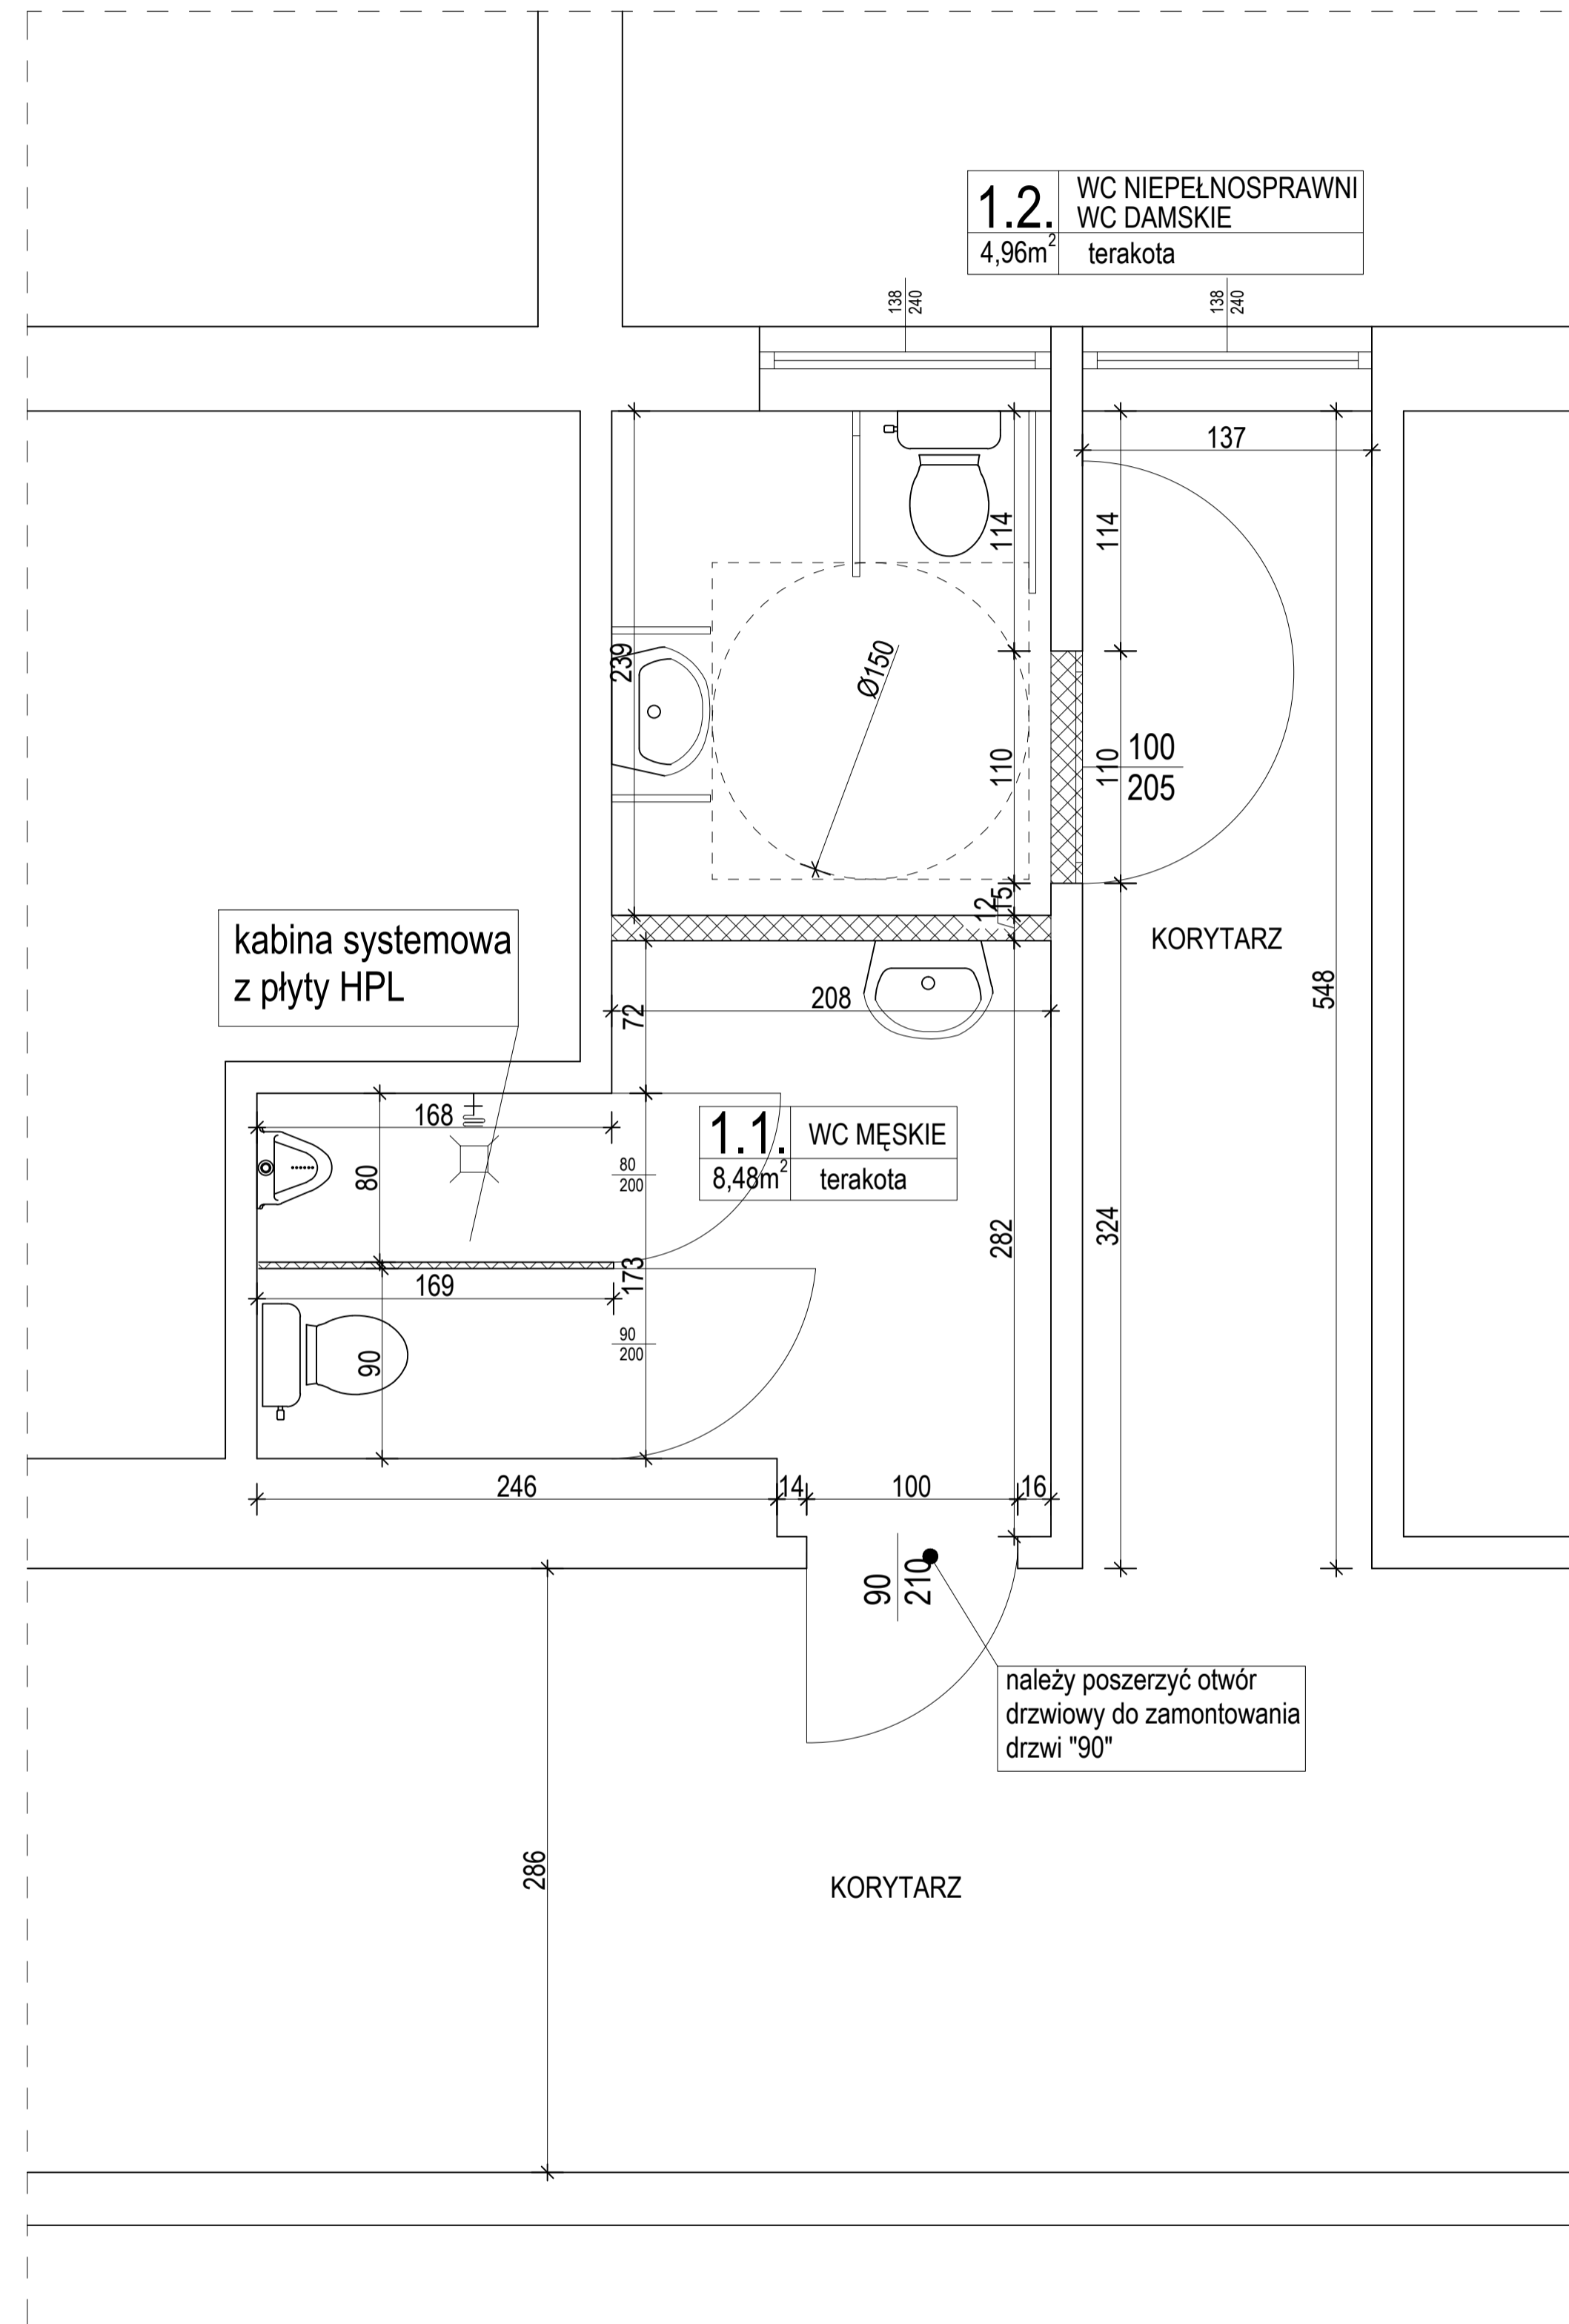 1.2.
WC NIEPEŁNOSPRAWNI
WC DAMSKIE
4,96m²
terakota
138
240
138
240
137
114
114
239
Ø150
110
110
100
205
12
15
KORYTARZ
kabina systemowa
z płyty HPL
548
208
72
168
1.1.
WC MĘSKIE
8,48m²
terakota
80
80
200
282
324
173
169
90
90
200
246
14
100
16
90
210
należy poszerzyć otwór
drzwiowy do zamontowania
drzwi "90"
286
KORYTARZ